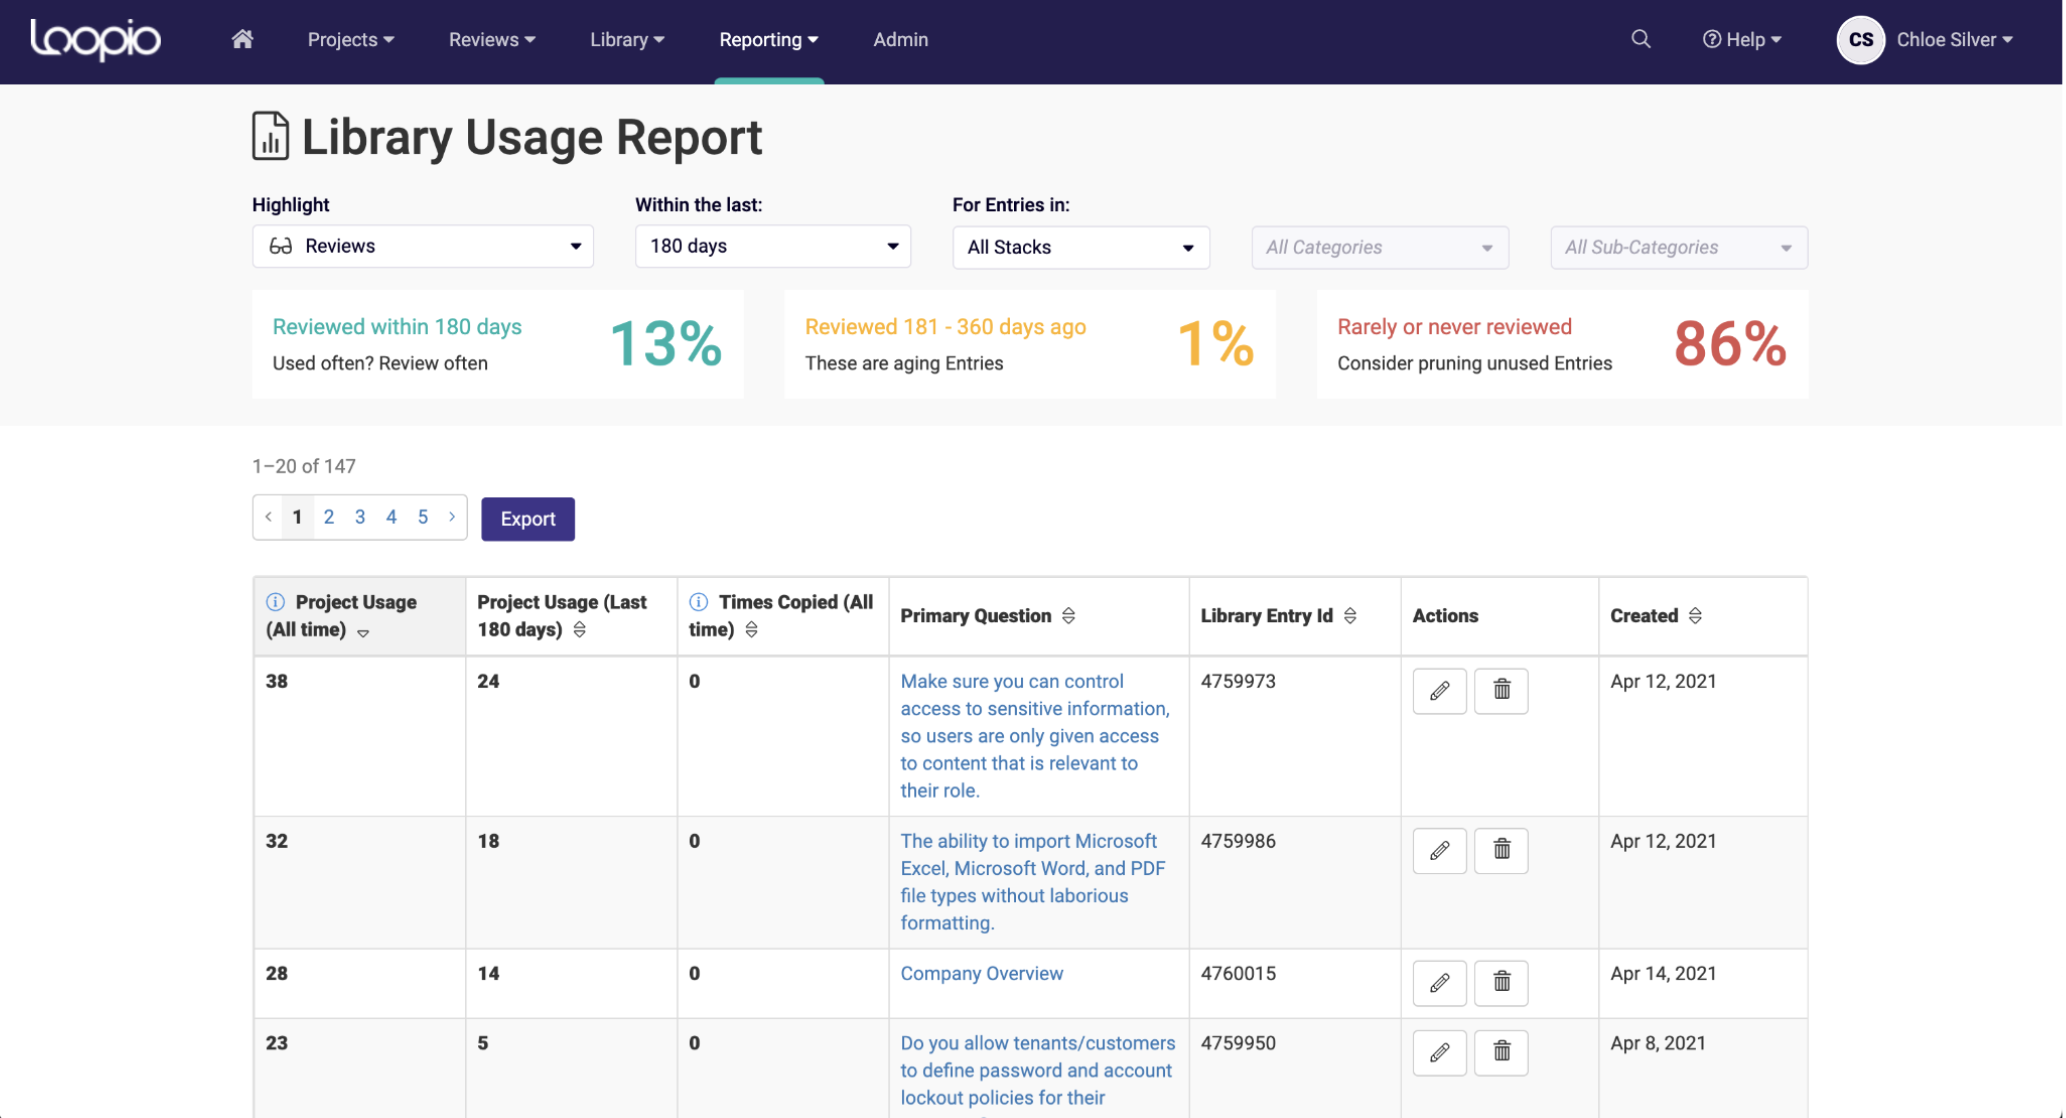 Loopio
Projects
Reviews
Library
Reporting
Admin
Help
CS
Chloe Silver
Library Usage Report
Highlight
Within the last:
For Entries in:
Reviews
180 days
All Stacks
All Categories
All Sub-Categories
Reviewed within 180 days
Used often? Review often
13%
Reviewed 181 - 360 days ago
These are aging Entries
1%
Rarely or never reviewed
Consider pruning unused Entries
86%
1–20 of 147
< 1 2 3 4 5 >
Export
Project Usage
(All time)
Project Usage (Last
180 days)
Times Copied (All
time)
Primary Question
Library Entry Id
Actions
Created
38
24
0
Make sure you can control
access to sensitive information,
so users are only given access
to content that is relevant to
their role.
4759973
Apr 12, 2021
32
18
0
The ability to import Microsoft
Excel, Microsoft Word, and PDF
file types without laborious
formatting.
4759986
Apr 12, 2021
28
14
0
Company Overview
4760015
Apr 14, 2021
23
5
0
Do you allow tenants/customers
to define password and account
lockout policies for their
4759950
Apr 8, 2021